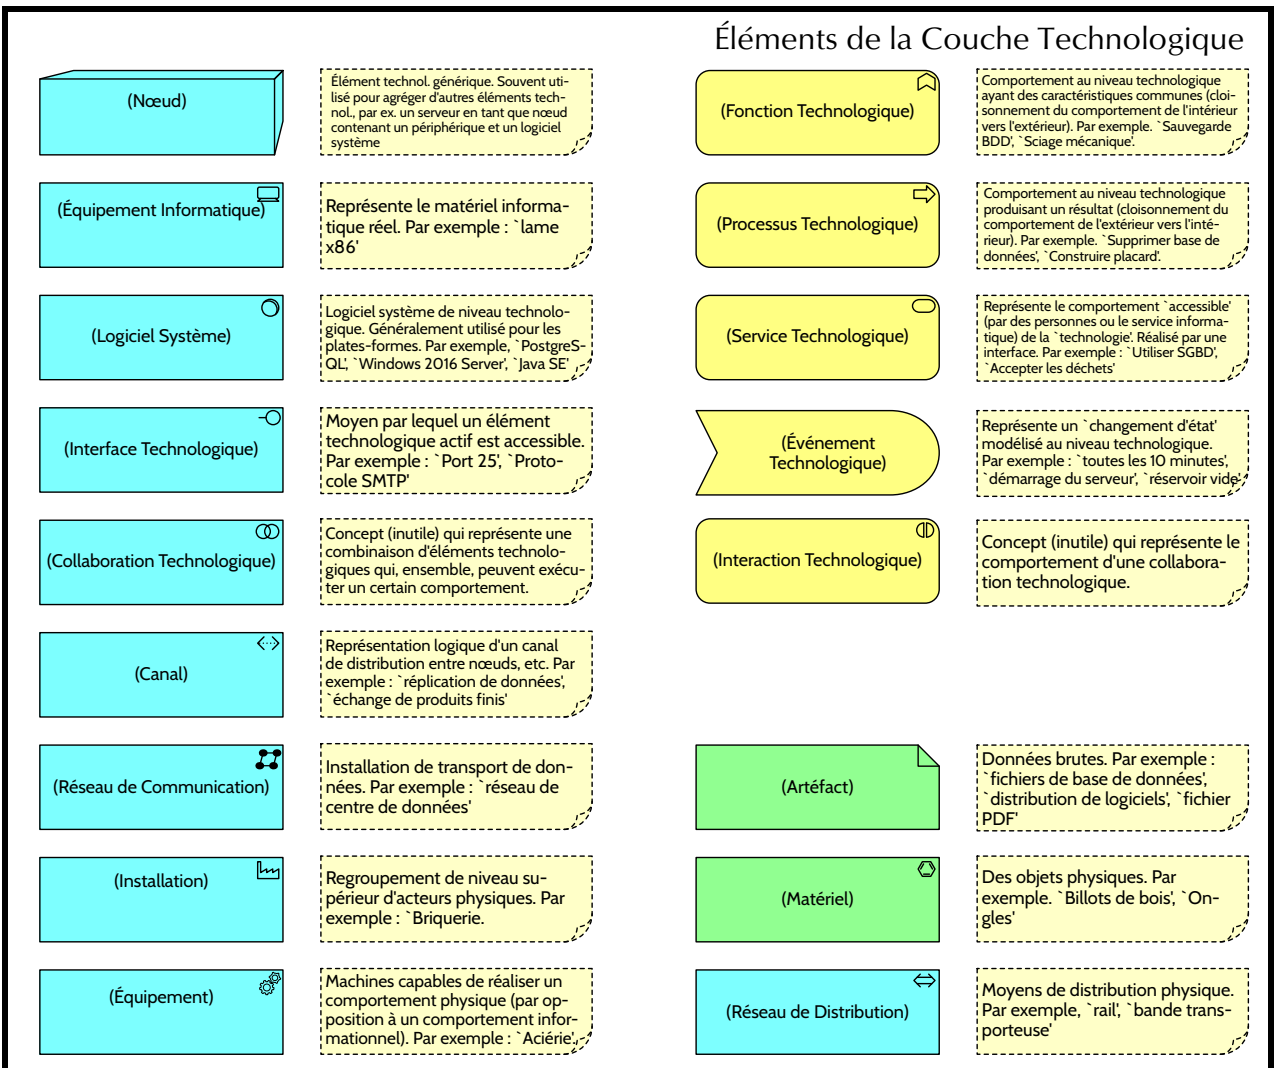 Éléments de la Couche Technologique
(Nœud)
Élément technol. générique. Souvent uti-
lisé pour agréger d'autres éléments tech-
nol., par ex. un serveur en tant que nœud
contenant un périphérique et un logiciel
système
(Fonction Technologique)
Comportement au niveau technologique
ayant des caractéristiques communes (cloi-
sonnement du comportement de l'intérieur
vers l'extérieur). Par exemple. `Sauvegarde
BDD', `Sciage mécanique'.
(Équipement Informatique)
Représente le matériel informa-
tique réel. Par exemple : `lame
x86'
(Processus Technologique)
Comportement au niveau technologique
produisant un résultat (cloisonnement du
comportement de l'extérieur vers l'inté-
rieur). Par exemple. `Supprimer base de
données', `Construire placard'.
(Logiciel Système)
Logiciel système de niveau technolo-
gique. Généralement utilisé pour les
plates-formes. Par exemple, `PostgreS-
QL', `Windows 2016 Server', `Java SE'
(Service Technologique)
Représente le comportement `accessible'
(par des personnes ou le service informa-
tique) de la `technologie'. Réalisé par une
interface. Par exemple : `Utiliser SGBD',
`Accepter les déchets'
(Interface Technologique)
Moyen par lequel un élément
technologique actif est accessible.
Par exemple : `Port 25', `Proto-
cole SMTP'
(Événement
Technologique)
Représente un `changement d'état'
modélisé au niveau technologique.
Par exemple : `toutes les 10 minutes',
`démarrage du serveur', `réservoir vide'.
(Collaboration Technologique)
Concept (inutile) qui représente une
combinaison d'éléments technolo-
giques qui, ensemble, peuvent exécu-
ter un certain comportement.
(Interaction Technologique)
Concept (inutile) qui représente le
comportement d'une collabora-
tion technologique.
(Canal)
Représentation logique d'un canal
de distribution entre nœuds, etc. Par
exemple : `réplication de données',
`échange de produits finis'
(Réseau de Communication)
Installation de transport de don-
nées. Par exemple : `réseau de
centre de données'
(Artéfact)
Données brutes. Par exemple :
`fichiers de base de données',
`distribution de logiciels', `fichier
PDF'
(Installation)
Regroupement de niveau su-
périeur d'acteurs physiques. Par
exemple : `Briquerie.
(Matériel)
Des objets physiques. Par
exemple. `Billots de bois', `On-
gles'
(Équipement)
Machines capables de réaliser un
comportement physique (par op-
position à un comportement infor-
mationnel). Par exemple : `Aciérie'.
(Réseau de Distribution)
Moyens de distribution physique.
Par exemple, `rail', `bande trans-
porteuse'